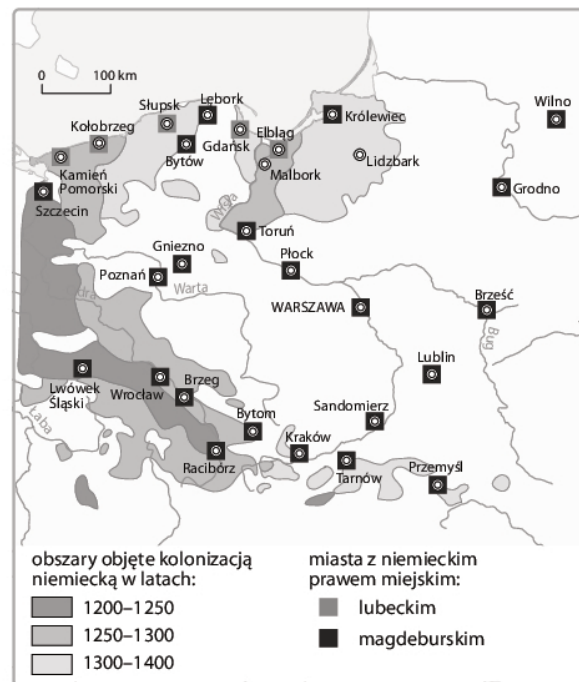 0 100 km
Słupsk
Lębork
Kołobrzeg
Kamień
Pomorski
Bytów
Gdańsk
Elbląg
Malbork
Królewiec
Lidzbark
Wilno
Grodno
Szczecin
Wisła
Toruń
Gniezno
Poznań
Warta
Płock
WARSZAWA
Brześć
Bug
Odra
Lublin
Lwówek
Śląski
Wrocław
Brzeg
Łaba
Bytom
Sandomierz
Kraków
Racibórz
Tarnów
Przemyśl
obszary objęte kolonizacją
niemiecką w latach:
1200–1250
1250–1300
1300–1400
miasta z niemieckim
prawem miejskim:
lubeckim
magdeburskim